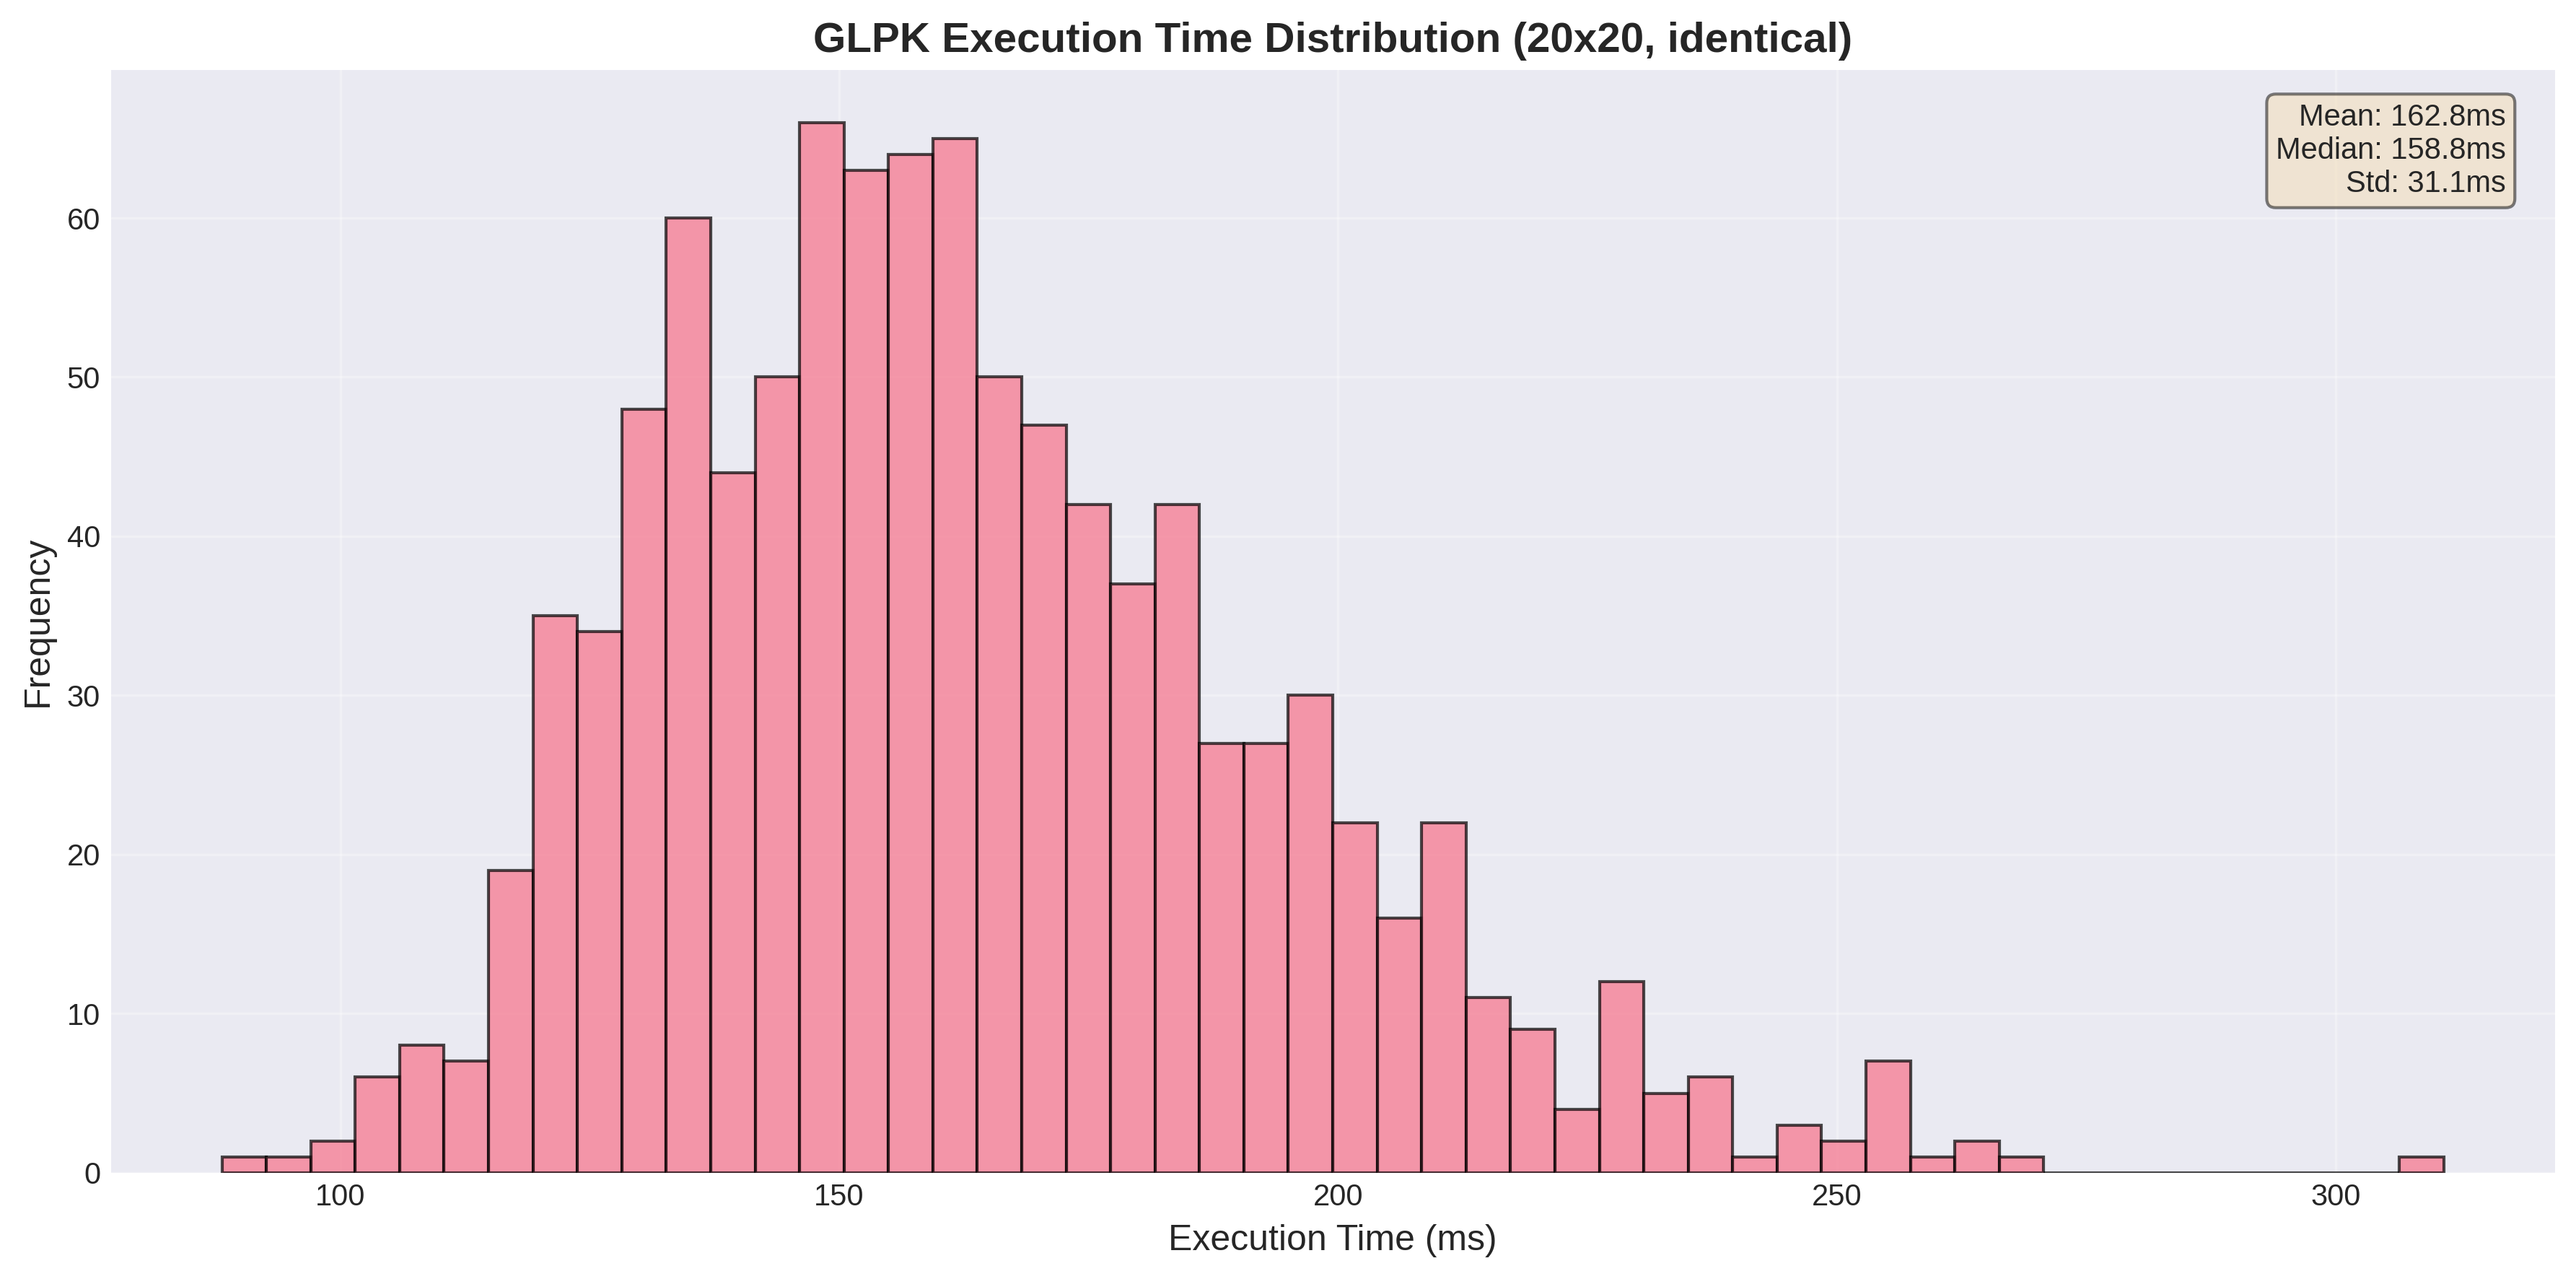 GLPK Execution Time Distribution (20x20, identical)
Mean: 162.8ms
Median: 158.8ms
Std: 31.1ms
Frequency
60
50
40
30
20
10
0
100 150 200 250 300
Execution Time (ms)